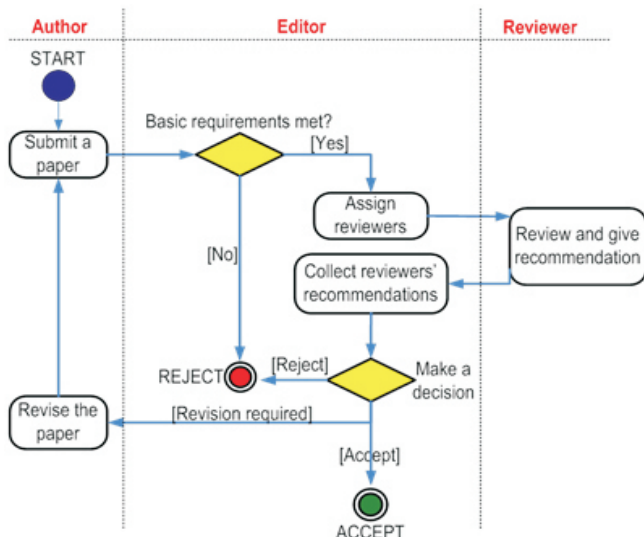 Author
Editor
Reviewer
START
Submit a
paper
Basic requirements met?
[Yes]
Assign
reviewers
Review and give
recommendation
[No]
Collect reviewers'
recommendations
REJECT
[Reject]
Make a
decision
Revise the
paper
[Revision required]
[Accept]
ACCEPT